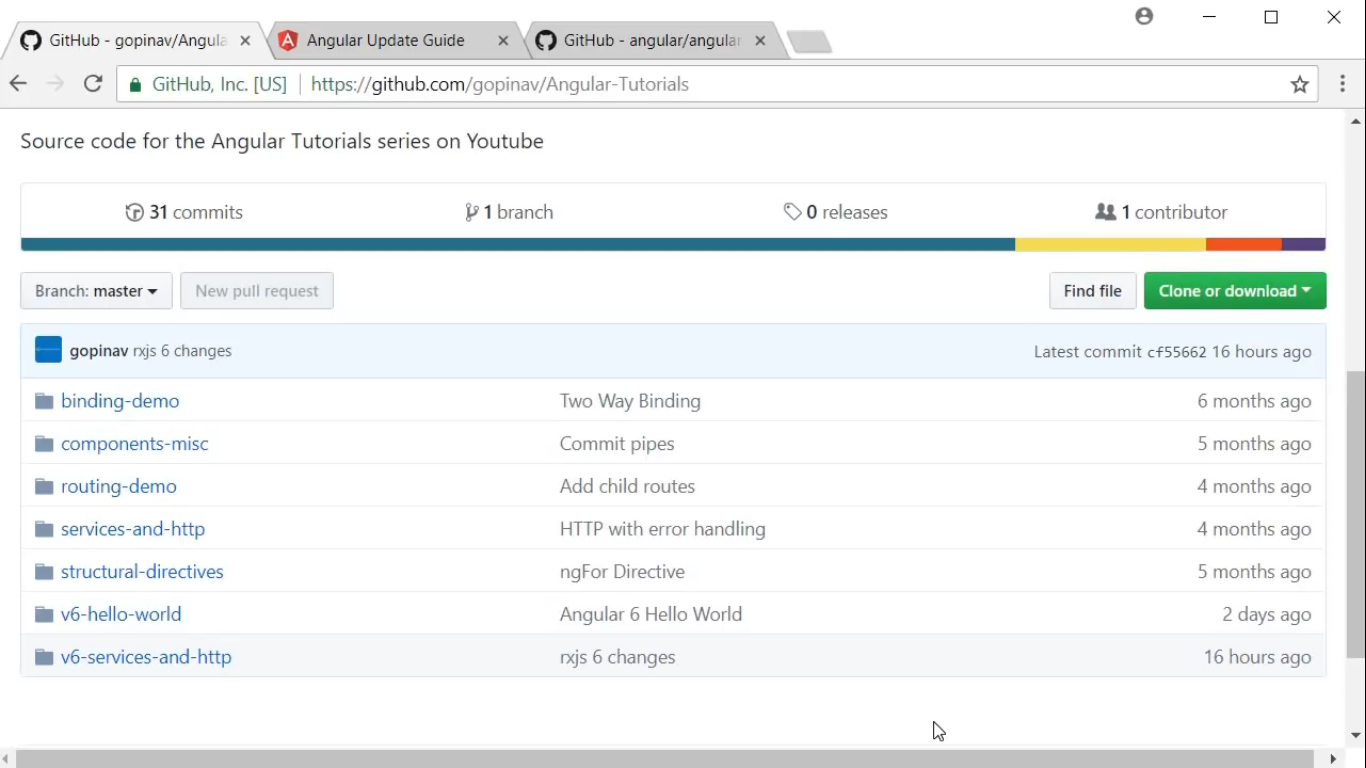 GitHub - gopinav/Angula
Angular Update Guide
GitHub - angular/angular
GitHub, Inc. [US] https://github.com/gopinav/Angular-Tutorials
Source code for the Angular Tutorials series on Youtube
31 commits
1 branch
0 releases
1 contributor
Branch: master
New pull request
Find file
Clone or download
gopinav rxjs 6 changes
Latest commit cf55662 16 hours ago
binding-demo Two Way Binding 6 months ago
components-misc Commit pipes 5 months ago
routing-demo Add child routes 4 months ago
services-and-http HTTP with error handling 4 months ago
structural-directives ngFor Directive 5 months ago
v6-hello-world Angular 6 Hello World 2 days ago
v6-services-and-http rxjs 6 changes 16 hours ago